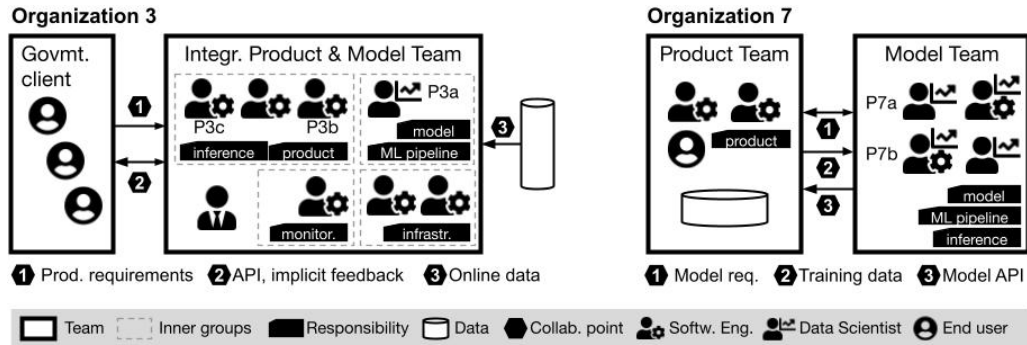 Organization 3
Govmt.
client
Integr. Product & Model Team
P3a
P3c
P3b
model
inference
product
ML pipeline
monitor.
infrastr.
1
2
3
1 Prod. requirements 2 API, implicit feedback 3 Online data
Organization 7
Product Team
Model Team
P7a
product
P7b
model
ML pipeline
inference
1
2
3
1 Model req. 2 Training data 3 Model API
Team Inner groups Responsibility Data Collab. point Softw. Eng. Data Scientist End user